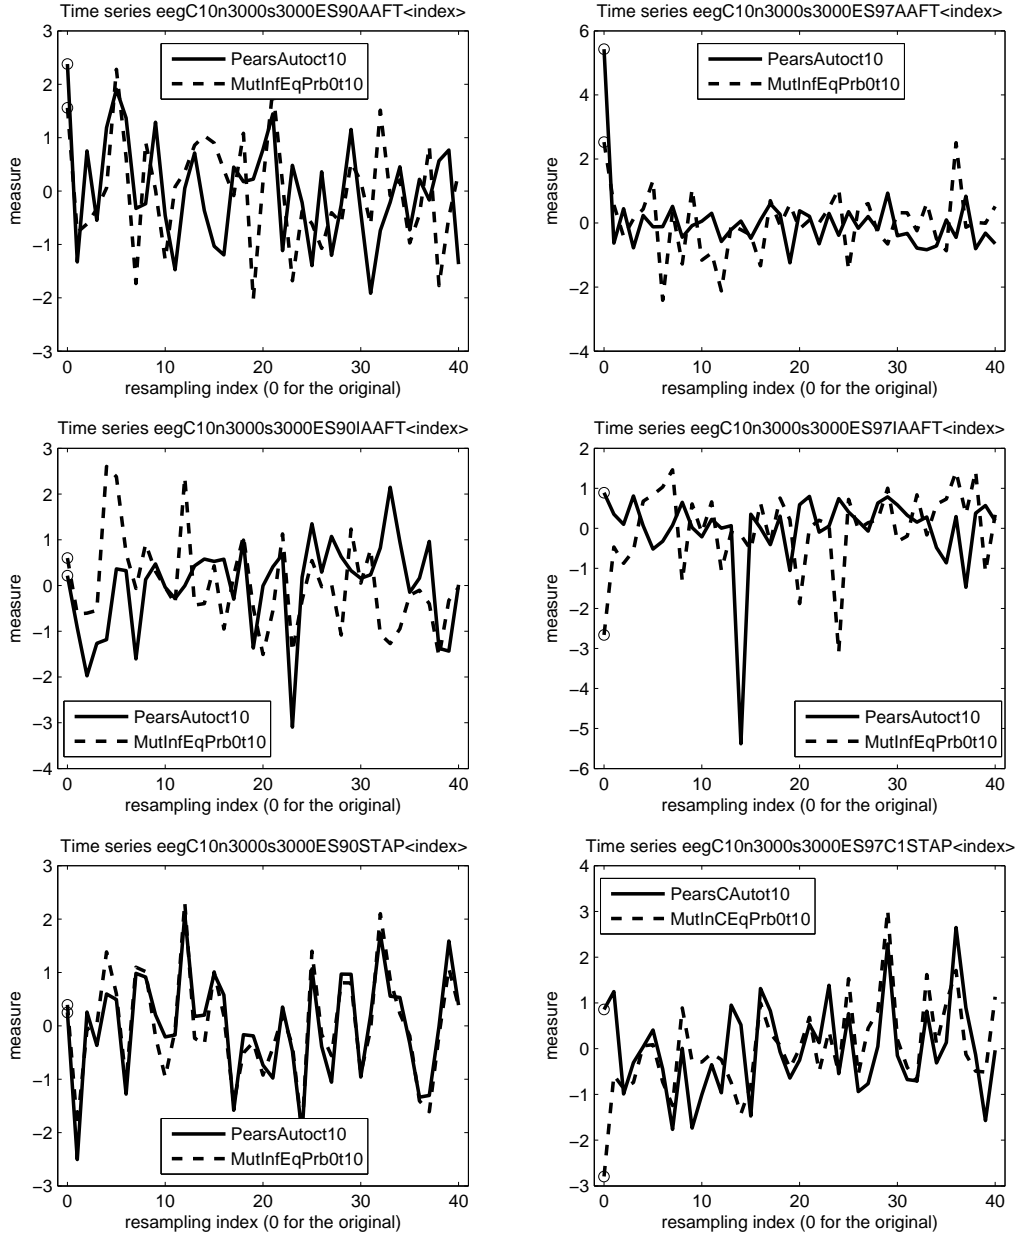 Time series eegC10n3000s3000ES90AAFT<index>
3
2
1
0
−1
−2
−3
measure
PearsAutoct10
MutInfEqPrb0t10
0 10 20 30 40
resampling index (0 for the original)
Time series eegC10n3000s3000ES97AAFT<index>
6
4
2
0
−2
−4
measure
PearsAutoct10
MutInfEqPrb0t10
0 10 20 30 40
resampling index (0 for the original)
Time series eegC10n3000s3000ES90IAAFT<index>
3
2
1
0
−1
−2
−3
−4
measure
PearsAutoct10
MutInfEqPrb0t10
0 10 20 30 40
resampling index (0 for the original)
Time series eegC10n3000s3000ES97IAAFT<index>
2
1
0
−1
−2
−3
−4
−5
−6
measure
PearsAutoct10
MutInfEqPrb0t10
0 10 20 30 40
resampling index (0 for the original)
Time series eegC10n3000s3000ES90STAP<index>
3
2
1
0
−1
−2
−3
measure
PearsAutoct10
MutInfEqPrb0t10
0 10 20 30 40
resampling index (0 for the original)
Time series eegC10n3000s3000ES97C1STAP<index>
4
3
2
1
0
−1
−2
−3
measure
PearsCAutot10
MutInCEqPrb0t10
0 10 20 30 40
resampling index (0 for the original)